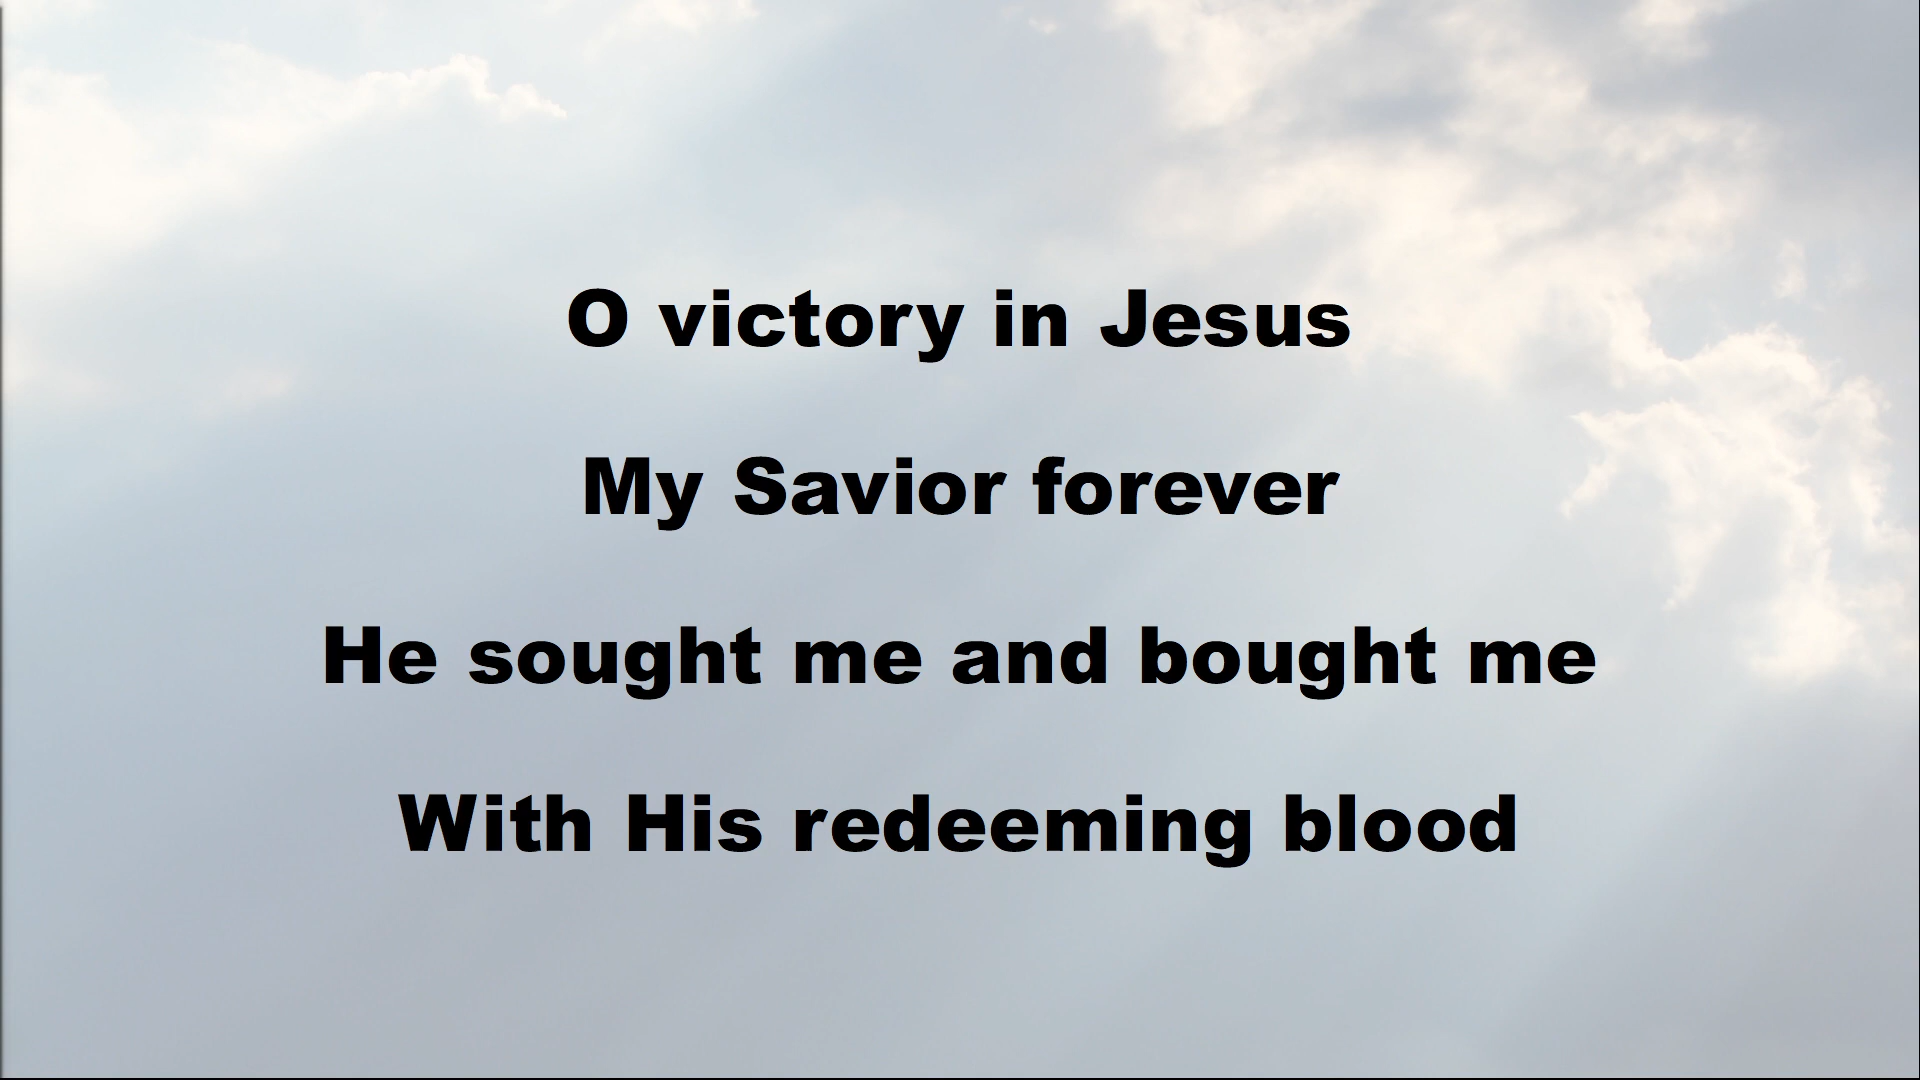 O victory in Jesus
My Savior forever
He sought me and bought me
With His redeeming blood